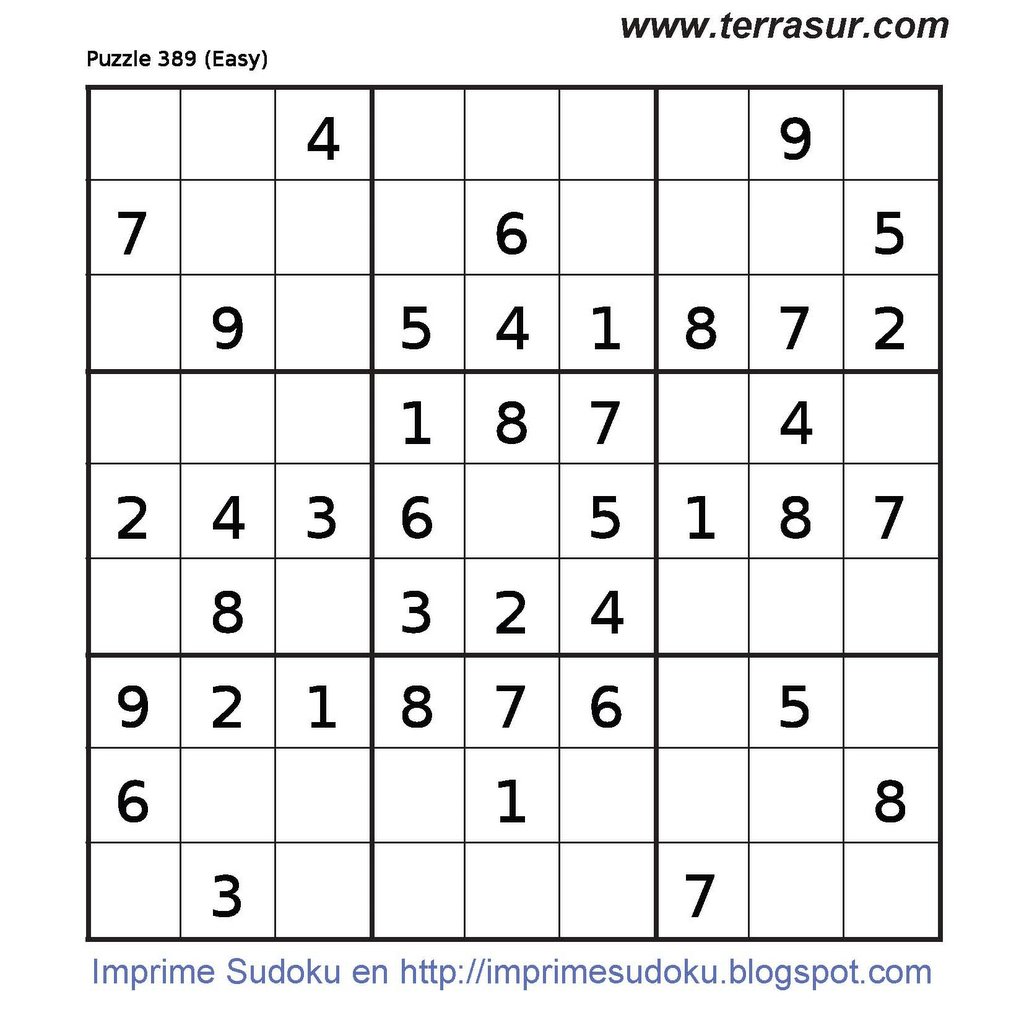 www.terrasur.com
Puzzle 389 (Easy)
4 9
7 6 5
9 5 4 1 8 7 2
1 8 7 4
2 4 3 6 5 1 8 7
8 3 2 4
9 2 1 8 7 6 5
6 1 8
3 7
Imprime Sudoku en http://imprimesudoku.blogspot.com